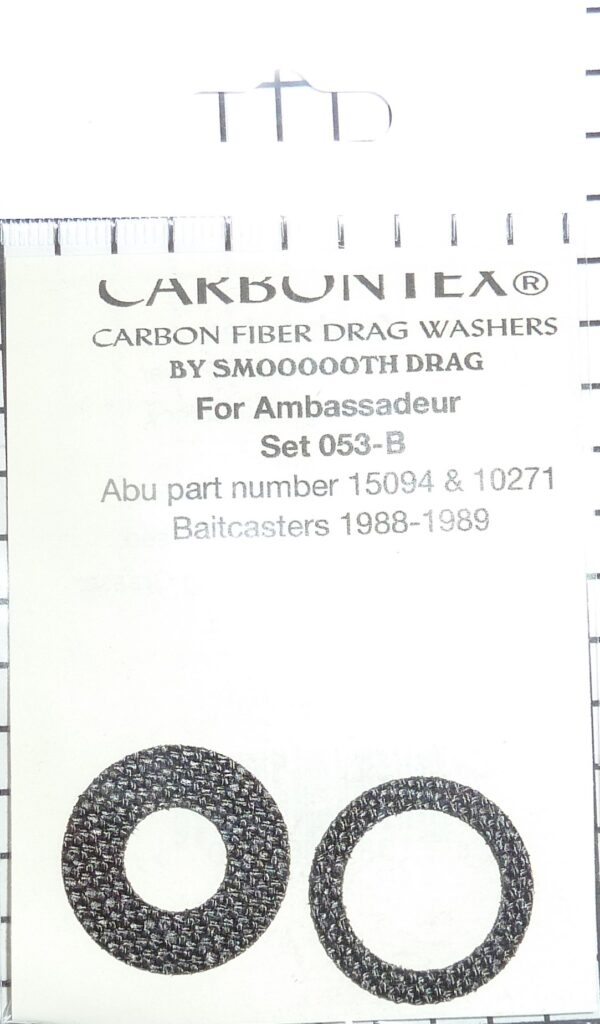 CARBONTEX®
CARBON FIBER DRAG WASHERS
BY SMOOOOOTH DRAG
For Ambassadeur
Set 053-B
Abu part number 15094 & 10271
Baitcasters 1988-1989